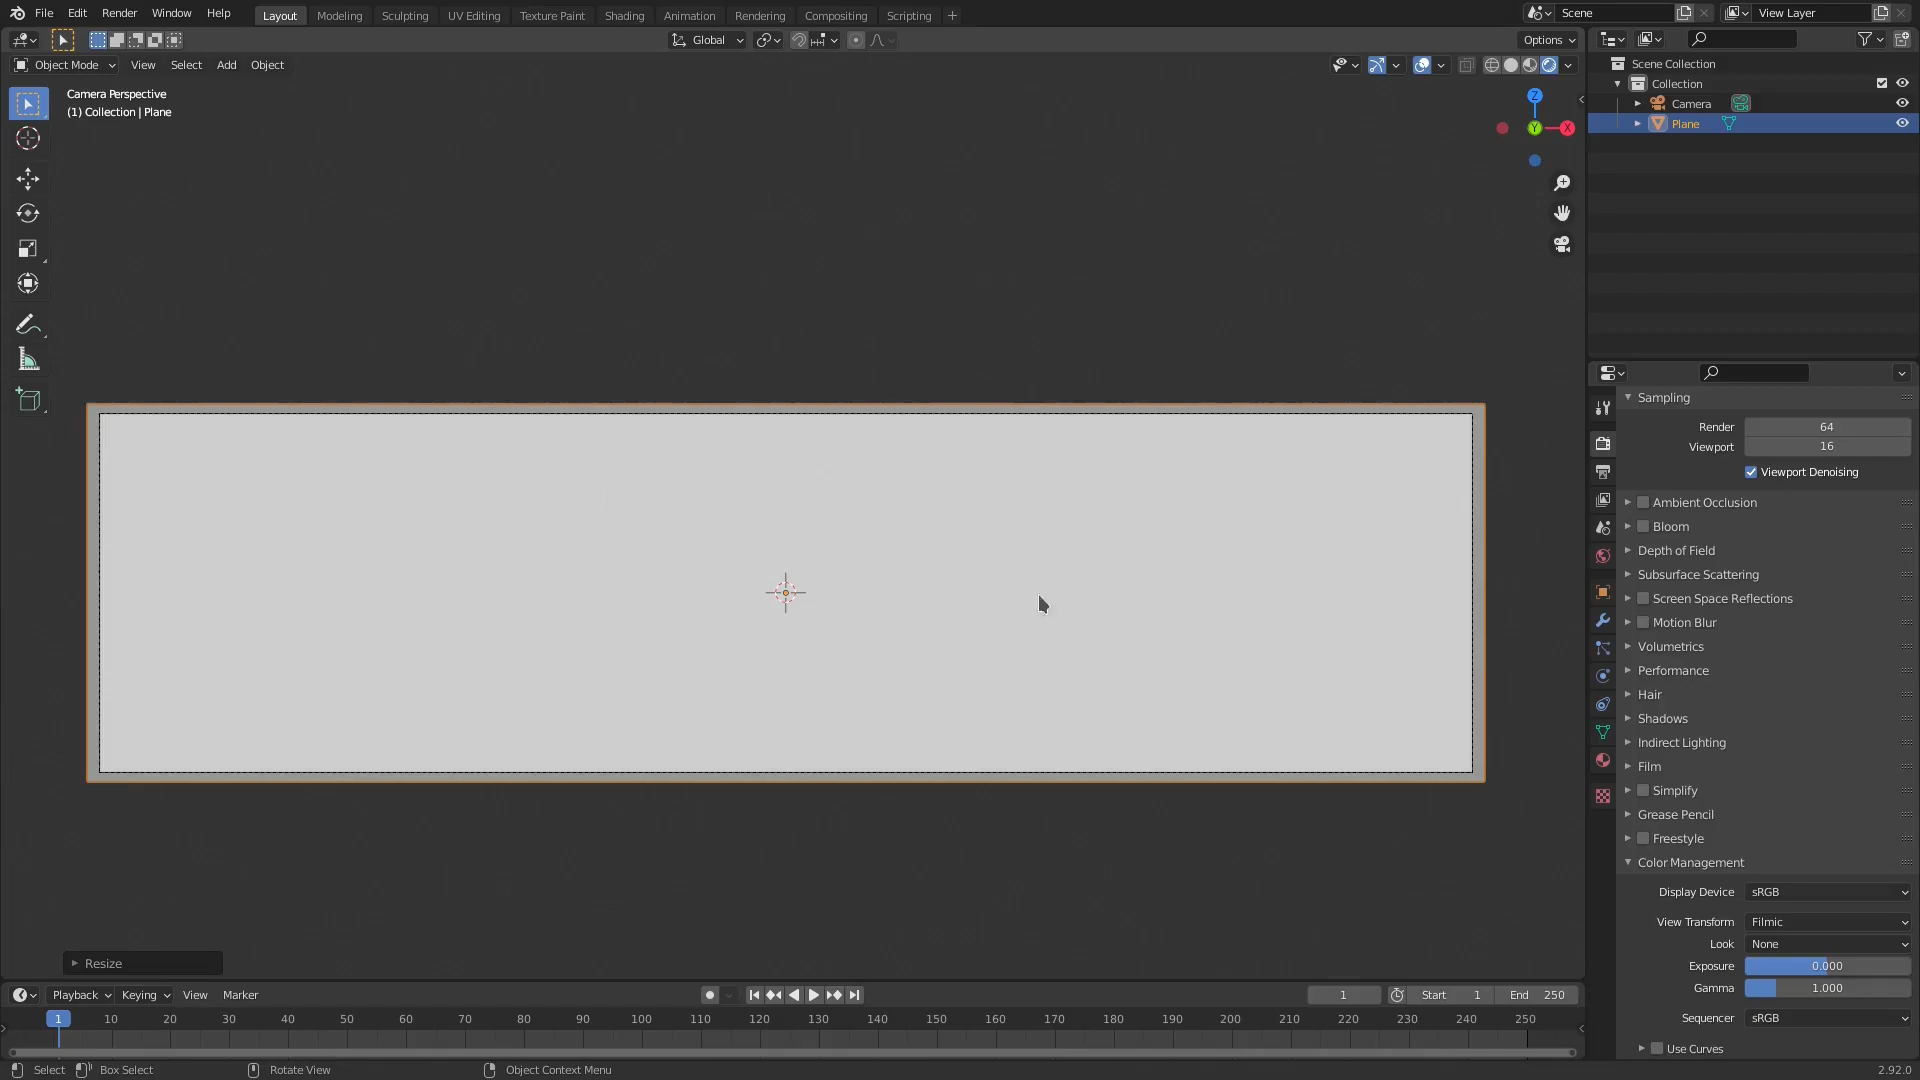 File Edit Render Window Help Layout Modeling Sculpting UV Editing Texture Paint Shading Animation Rendering Compositing Scripting Scene View Layer
Global Options
Object Mode View Select Add Object
Camera Perspective
(1) Collection | Plane
Z
Y
X
Scene Collection
Collection
Camera
Plane
Sampling
Render 64
Viewport 16
Viewport Denoising
Ambient Occlusion
Bloom
Depth of Field
Subsurface Scattering
Screen Space Reflections
Motion Blur
Volumetrics
Performance
Hair
Shadows
Indirect Lighting
Film
Simplify
Grease Pencil
Freestyle
Color Management
Display Device sRGB
View Transform Filmic
Look None
Exposure 0.000
Gamma 1.000
Sequencer sRGB
Use Curves
Resize
Playback Keying View Marker 1 Start 1 End 250
1 10 20 30 40 50 60 70 80 90 100 110 120 130 140 150 160 170 180 190 200 210 220 230 240 250
Select Box Select Rotate View Object Context Menu 2.92.0